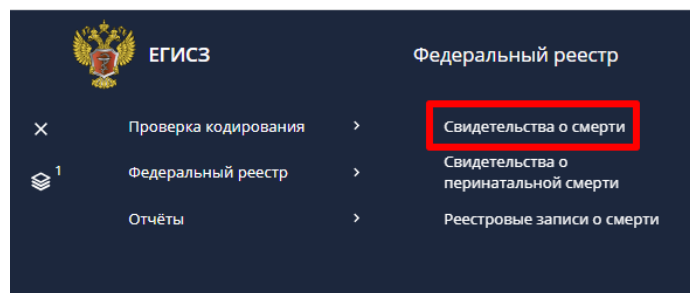 ЕГИСЗ
Федеральный реестр
Проверка кодирования
Свидетельства о смерти
1
Федеральный реестр
Свидетельства о
перинатальной смерти
Отчёты
Реестровые записи о смерти